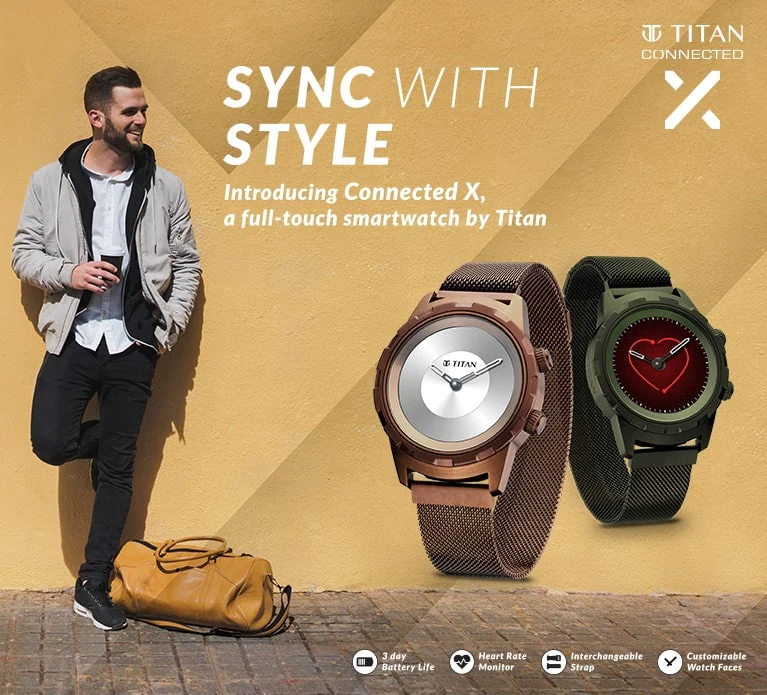 TITAN
CONNECTED
X
SYNC WITH
STYLE
Introducing Connected X,
a full-touch smartwatch by Titan
TITAN
3 day
Battery Life
Heart Rate
Monitor
Interchangeable
Strap
Customizable
Watch Faces